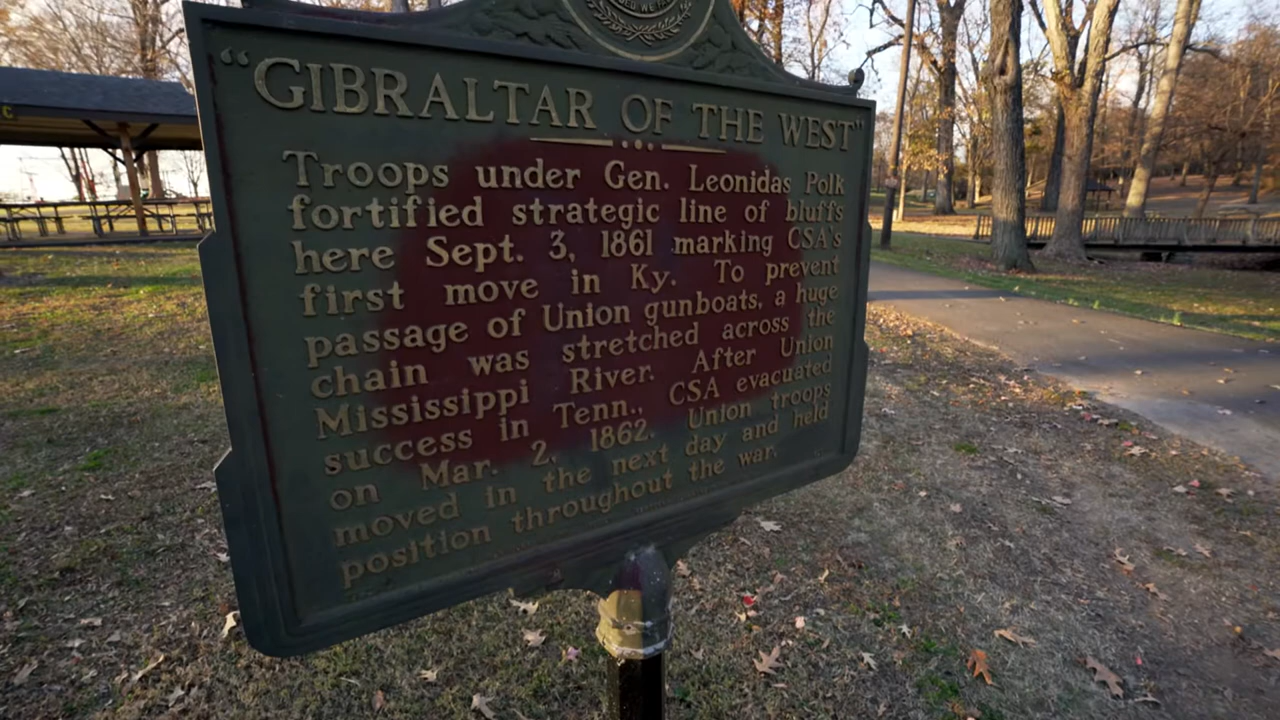 "GIBRALTAR OF THE WEST"
Troops under Gen. Leonidas Polk
fortified strategic line of bluffs
here Sept. 3, 1861 marking CSA's
first move in Ky. To prevent
passage of Union gunboats, a huge
chain was stretched across the
Mississippi River. After Union
success in Tenn., CSA evacuated
on Mar. 2, 1862. Union troops
moved in the next day and held
position throughout the war.